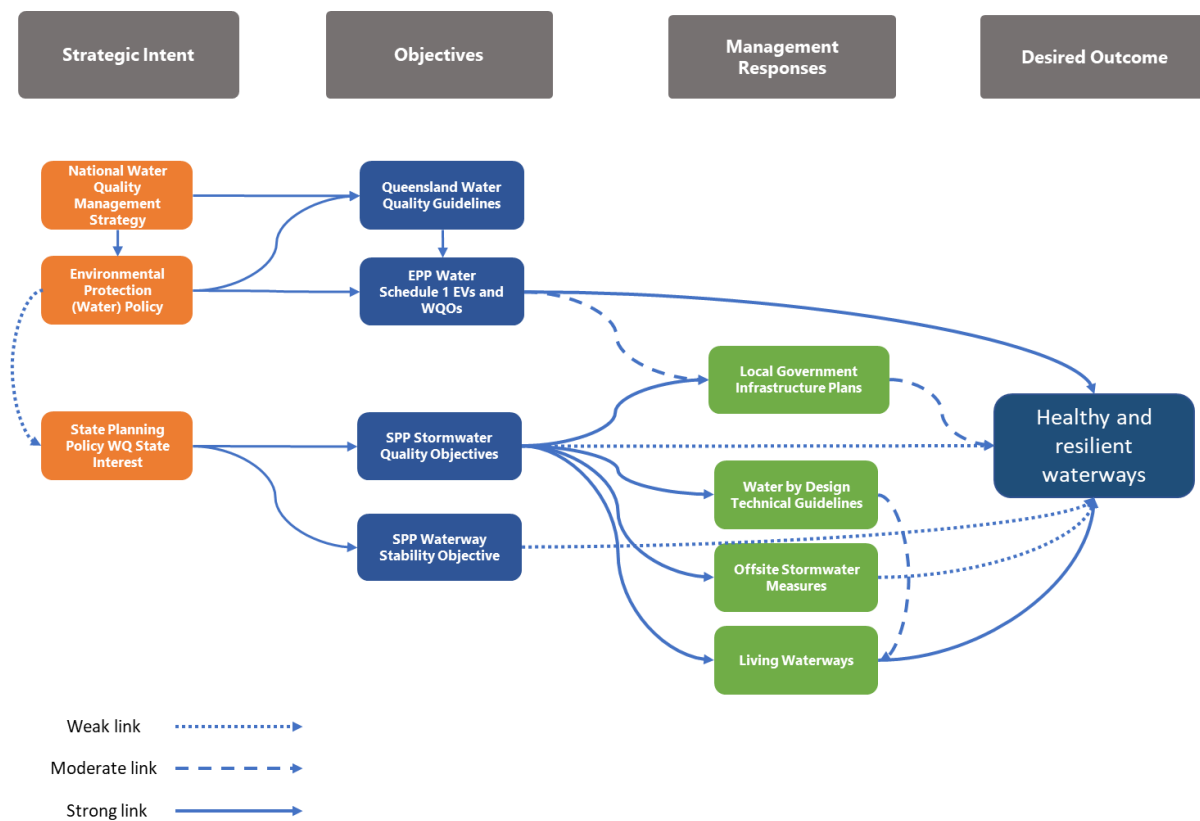 Strategic Intent
Objectives
Management
Responses
Desired Outcome
National Water
Quality
Management
Strategy
Queensland Water
Quality Guidelines
Environmental
Protection
(Water) Policy
EPP Water
Schedule 1 EVs and
WQOs
Local Government
Infrastructure Plans
State Planning
Policy WQ State
Interest
SPP Stormwater
Quality Objectives
Healthy and
resilient
waterways
Water by Design
Technical Guidelines
SPP Waterway
Stability Objective
Offsite Stormwater
Measures
Living Waterways
Weak link
Moderate link
Strong link